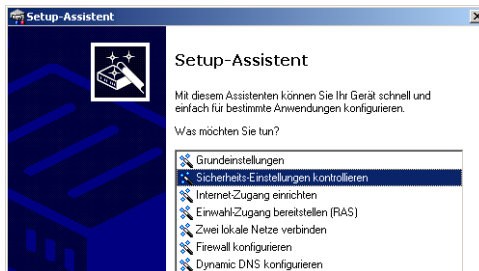 Setup-Assistent
Setup-Assistent
Mit diesem Assistenten können Sie Ihr Gerät schnell und
einfach für bestimmte Anwendungen konfigurieren.
Was möchten Sie tun?
Grundeinstellungen
Sicherheits-Einstellungen kontrollieren
Internet-Zugang einrichten
Einwahl-Zugang bereitstellen (RAS)
Zwei lokale Netze verbinden
Firewall konfigurieren
Dynamic DNS konfigurieren